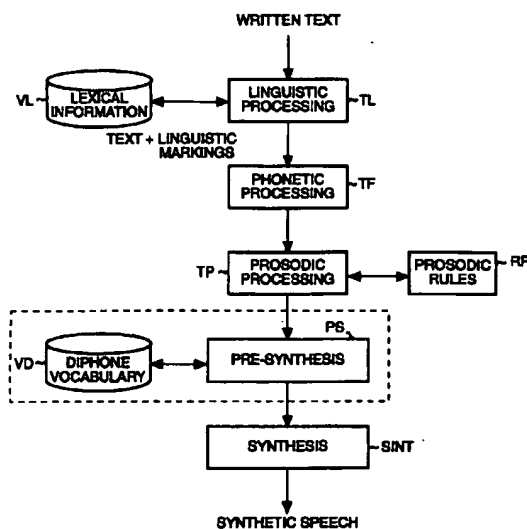 WRITTEN TEXT
VL
LEXICAL
INFORMATION
LINGUISTIC
PROCESSING
TL
TEXT + LINGUISTIC
MARKINGS
PHONETIC
PROCESSING
TF
TP
PROSODIC
PROCESSING
PROSODIC
RULES
RP
PS
VD
DIPHONE
VOCABULARY
PRE-SYNTHESIS
SYNTHESIS
SINT
SYNTHETIC SPEECH